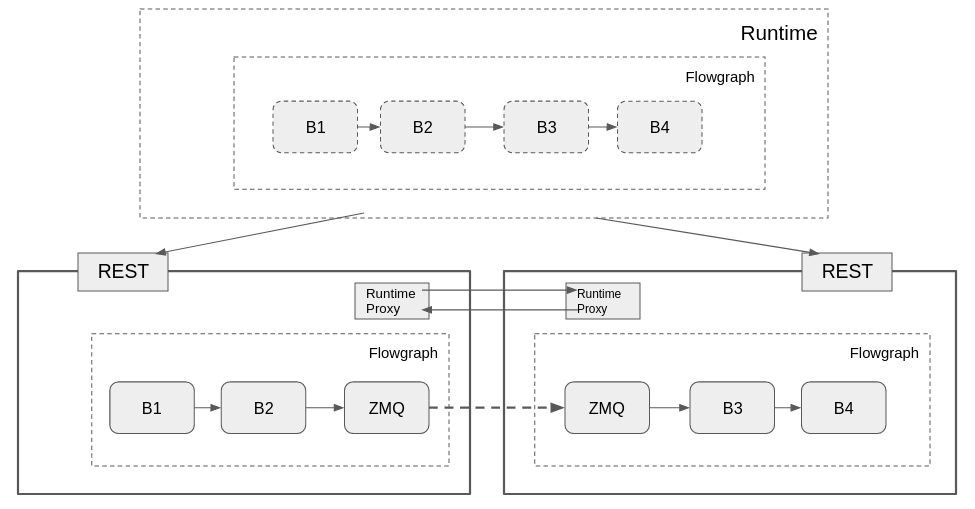 Runtime
Flowgraph
B1
B2
B3
B4
REST
REST
Runtime
Proxy
Runtime
Proxy
Flowgraph
B1
B2
ZMQ
Flowgraph
ZMQ
B3
B4